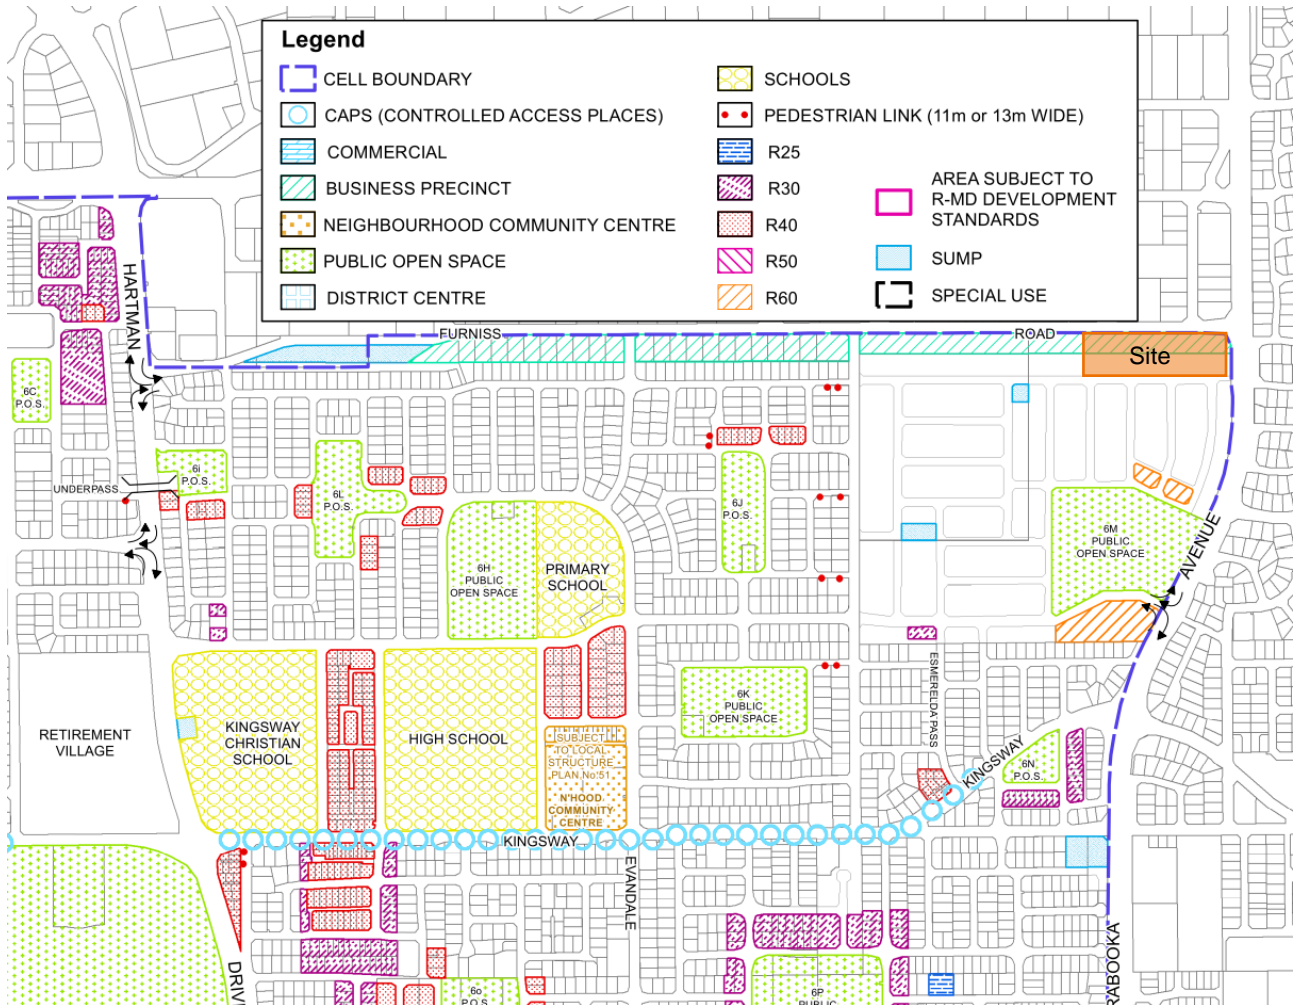 Legend
CELL BOUNDARY
CAPS (CONTROLLED ACCESS PLACES)
COMMERCIAL
BUSINESS PRECINCT
NEIGHBOURHOOD COMMUNITY CENTRE
PUBLIC OPEN SPACE
DISTRICT CENTRE
SCHOOLS
PEDESTRIAN LINK (11m or 13m WIDE)
R25
R30
R40
R50
R60
AREA SUBJECT TO
R-MD DEVELOPMENT
STANDARDS
SUMP
SPECIAL USE
HARTMAN
FURNISS
ROAD
Site
6C
P.O.S.
6i
P.O.S.
UNDERPASS
6L
P.O.S.
6J
P.O.S.
6H
PUBLIC
OPEN SPACE
PRIMARY
SCHOOL
6M
PUBLIC
OPEN SPACE
AVENUE
RETIREMENT
VILLAGE
KINGSWAY
CHRISTIAN
SCHOOL
HIGH SCHOOL
SUBJECT
TO LOCAL
STRUCTURE
PLAN No.51
N'HOOD
COMMUNITY
CENTRE
6K
PUBLIC
OPEN SPACE
ESMERELDA PASS
KINGSWAY
6N
P.O.S.
KINGSWAY
EVANDALE
DRIV
6o
P.O.S.
6P
PUBLIC
RABOOKA